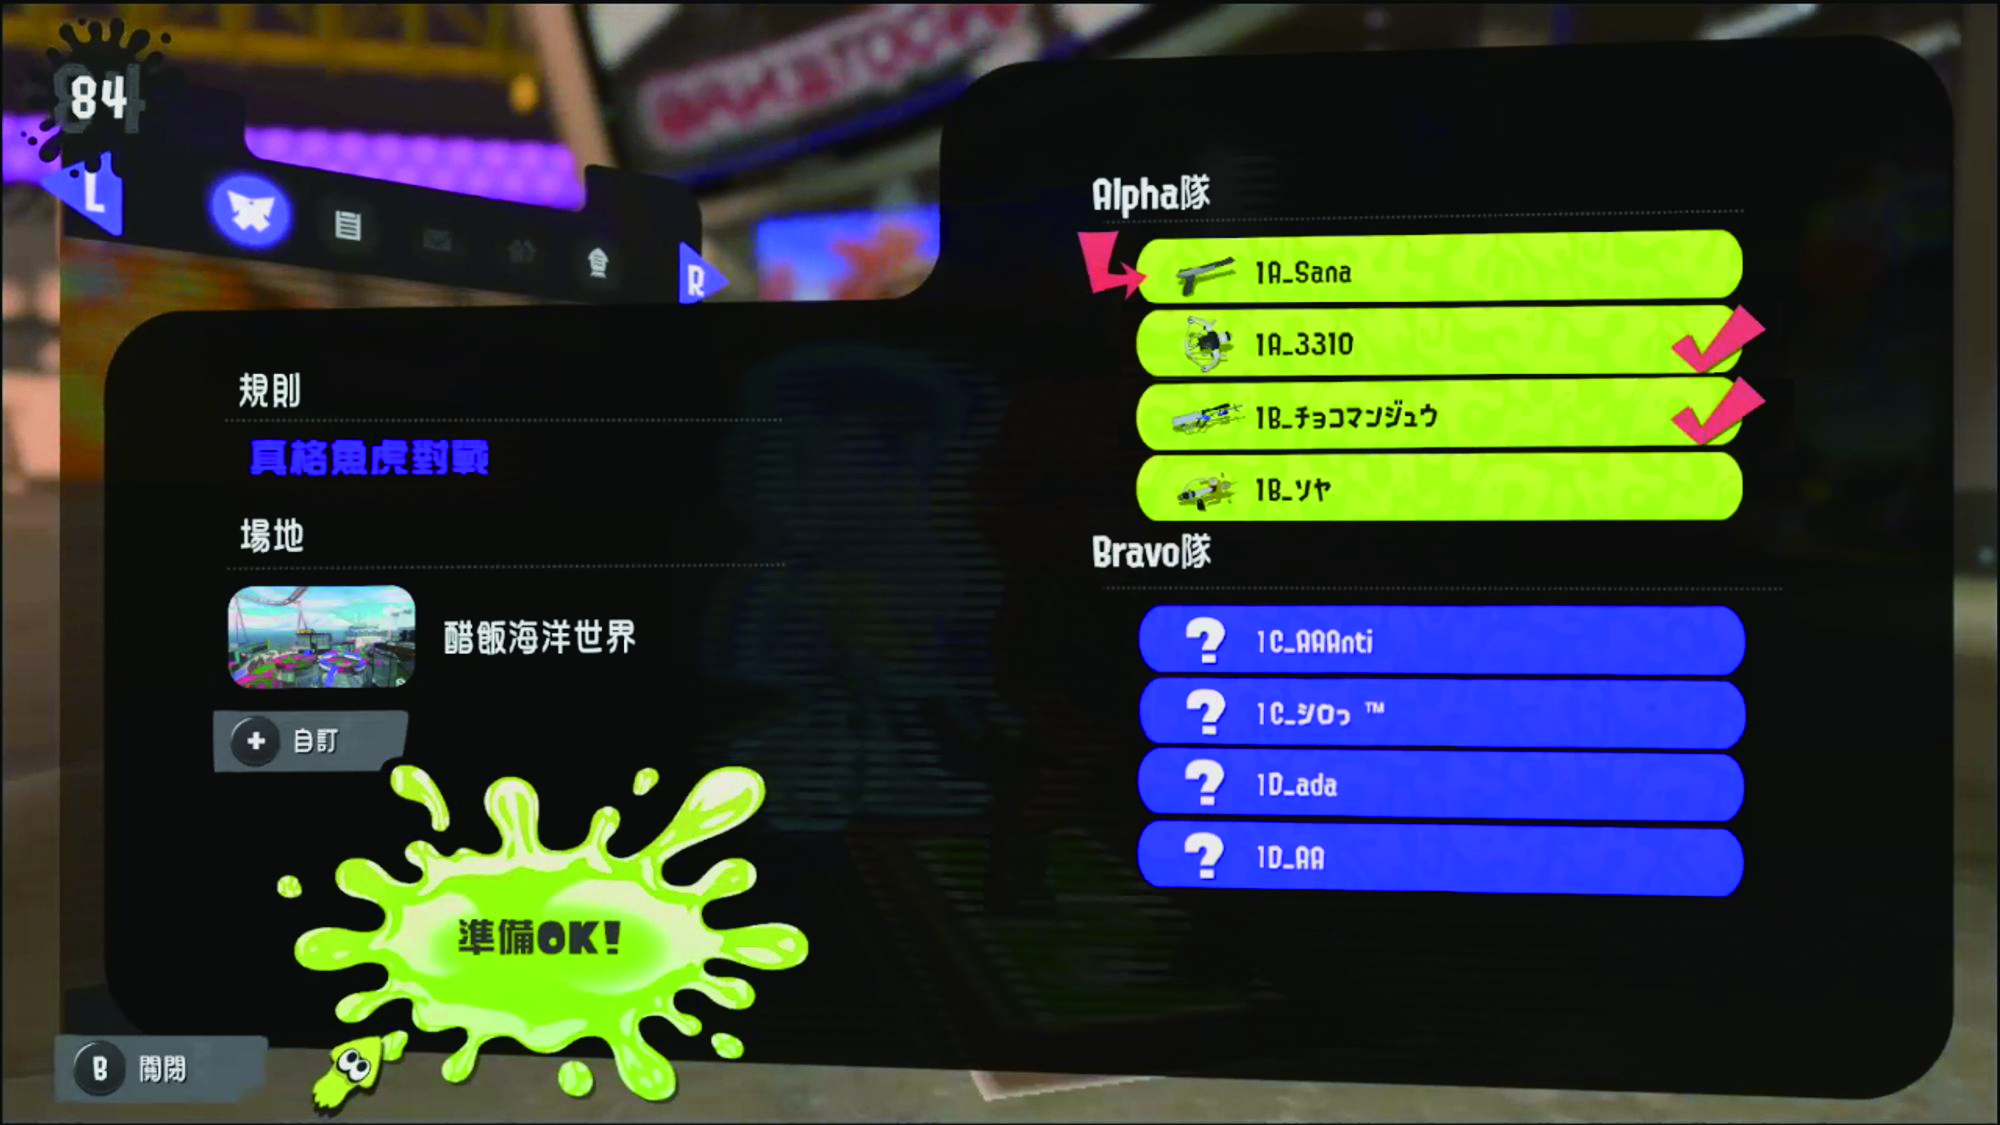 84
L
R
規則
真格魚虎對戰
場地
醋飯海洋世界
+ 自訂
準備OK!
B 關閉
Alpha隊
1A_Sana
1A_3310
1B_チョコマンジュウ
1B_ソヤ
Bravo隊
? 1C_AAAnti
? 1C_シロっ ™
? 1D_ada
? 1D_AA